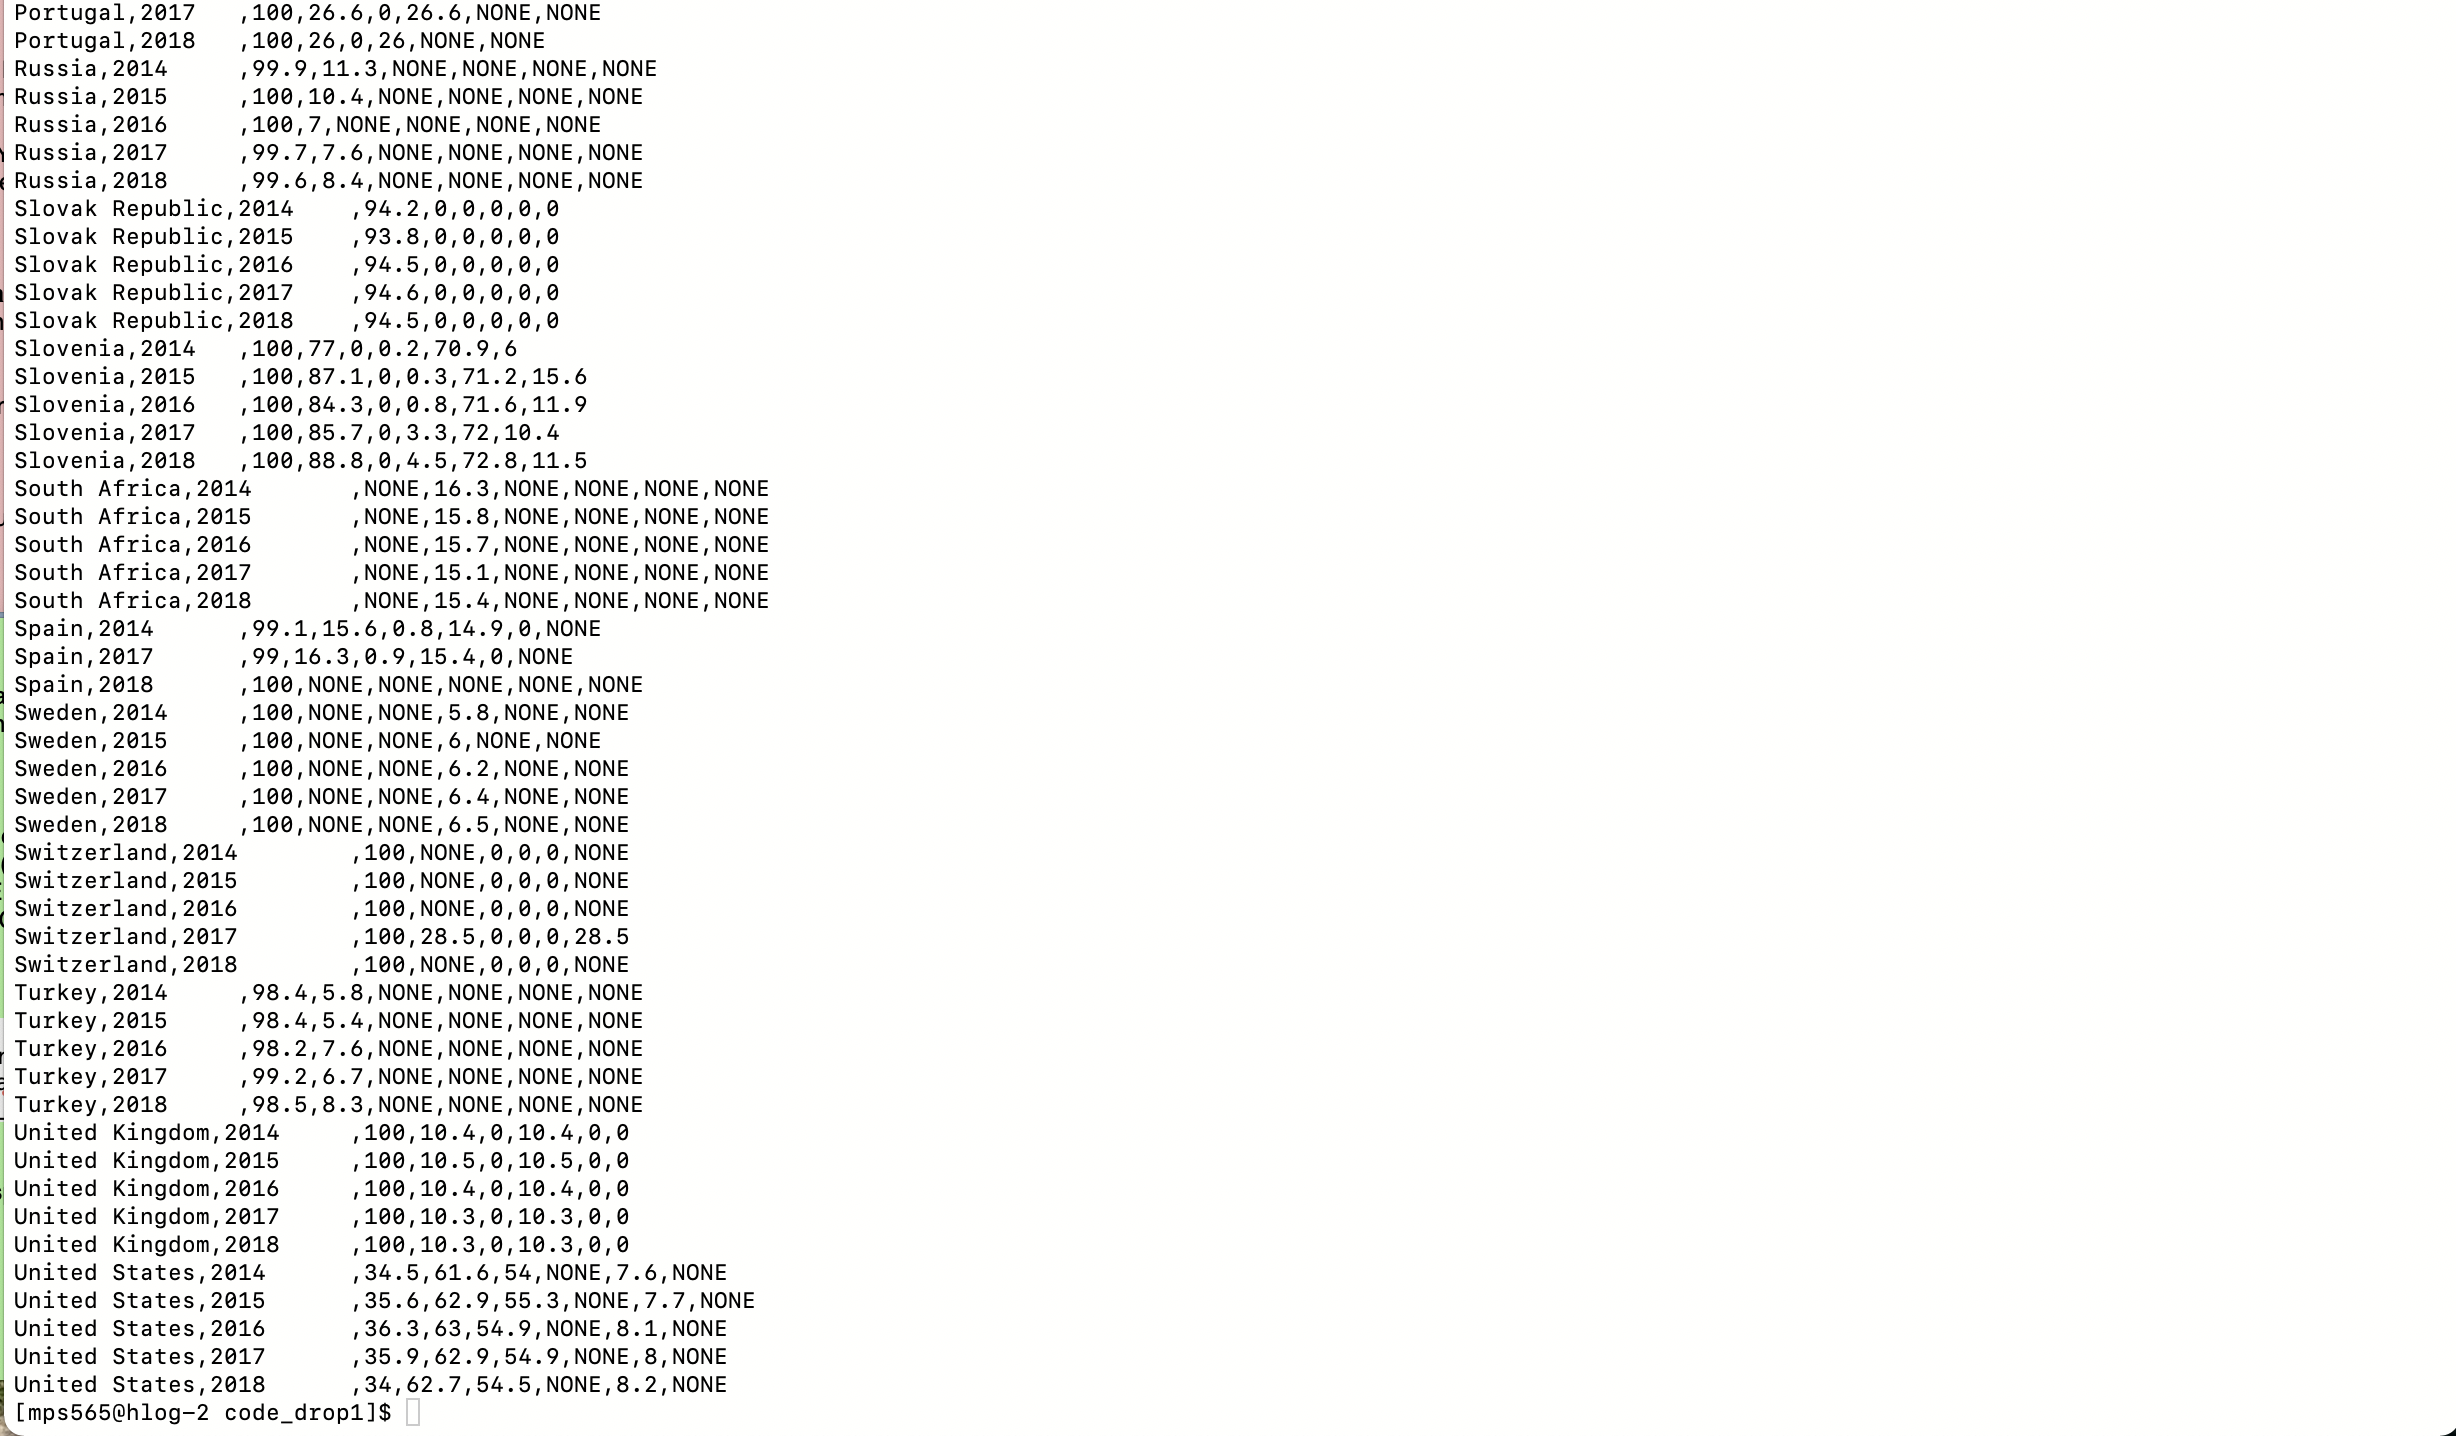 Portugal,2017	,100,26.6,0,26.6,NONE,NONE
Portugal,2018	,100,26,0,26,NONE,NONE
Russia,2014	,99.9,11.3,NONE,NONE,NONE,NONE
Russia,2015	,100,10.4,NONE,NONE,NONE,NONE
Russia,2016	,100,7,NONE,NONE,NONE,NONE
Russia,2017	,99.7,7.6,NONE,NONE,NONE,NONE
Russia,2018	,99.6,8.4,NONE,NONE,NONE,NONE
Slovak Republic,2014	,94.2,0,0,0,0,0
Slovak Republic,2015	,93.8,0,0,0,0,0
Slovak Republic,2016	,94.5,0,0,0,0,0
Slovak Republic,2017	,94.6,0,0,0,0,0
Slovak Republic,2018	,94.5,0,0,0,0,0
Slovenia,2014	,100,77,0,0.2,70.9,6
Slovenia,2015	,100,87.1,0,0.3,71.2,15.6
Slovenia,2016	,100,84.3,0,0.8,71.6,11.9
Slovenia,2017	,100,85.7,0,3.3,72,10.4
Slovenia,2018	,100,88.8,0,4.5,72.8,11.5
South Africa,2014	,NONE,16.3,NONE,NONE,NONE,NONE
South Africa,2015	,NONE,15.8,NONE,NONE,NONE,NONE
South Africa,2016	,NONE,15.7,NONE,NONE,NONE,NONE
South Africa,2017	,NONE,15.1,NONE,NONE,NONE,NONE
South Africa,2018	,NONE,15.4,NONE,NONE,NONE,NONE
Spain,2014	,99.1,15.6,0.8,14.9,0,NONE
Spain,2017	,99,16.3,0.9,15.4,0,NONE
Spain,2018	,100,NONE,NONE,NONE,NONE,NONE
Sweden,2014	,100,NONE,NONE,5.8,NONE,NONE
Sweden,2015	,100,NONE,NONE,6,NONE,NONE
Sweden,2016	,100,NONE,NONE,6.2,NONE,NONE
Sweden,2017	,100,NONE,NONE,6.4,NONE,NONE
Sweden,2018	,100,NONE,NONE,6.5,NONE,NONE
Switzerland,2014	,100,NONE,0,0,0,NONE
Switzerland,2015	,100,NONE,0,0,0,NONE
Switzerland,2016	,100,NONE,0,0,0,NONE
Switzerland,2017	,100,28.5,0,0,0,28.5
Switzerland,2018	,100,NONE,0,0,0,NONE
Turkey,2014	,98.4,5.8,NONE,NONE,NONE,NONE
Turkey,2015	,98.4,5.4,NONE,NONE,NONE,NONE
Turkey,2016	,98.2,7.6,NONE,NONE,NONE,NONE
Turkey,2017	,99.2,6.7,NONE,NONE,NONE,NONE
Turkey,2018	,98.5,8.3,NONE,NONE,NONE,NONE
United Kingdom,2014	,100,10.4,0,10.4,0,0
United Kingdom,2015	,100,10.5,0,10.5,0,0
United Kingdom,2016	,100,10.4,0,10.4,0,0
United Kingdom,2017	,100,10.3,0,10.3,0,0
United Kingdom,2018	,100,10.3,0,10.3,0,0
United States,2014	,34.5,61.6,54,NONE,7.6,NONE
United States,2015	,35.6,62.9,55.3,NONE,7.7,NONE
United States,2016	,36.3,63,54.9,NONE,8.1,NONE
United States,2017	,35.9,62.9,54.9,NONE,8,NONE
United States,2018	,34,62.7,54.5,NONE,8.2,NONE
[mps565@hlog-2 code_drop1]$